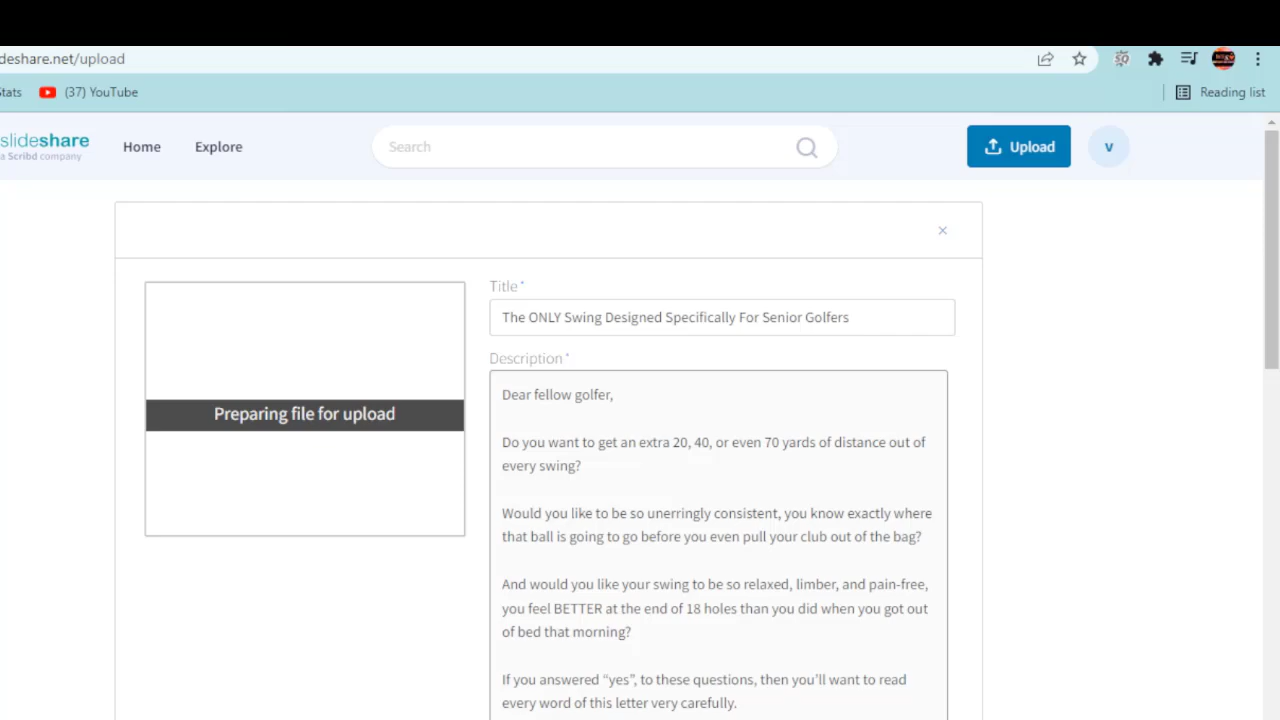 deshare.net/upload
Stats
(37) YouTube
Reading list
slideshare
a Scribd company
Home
Explore
Search
Upload
v
Title*
The ONLY Swing Designed Specifically For Senior Golfers
Preparing file for upload
Description*
Dear fellow golfer,
Do you want to get an extra 20, 40, or even 70 yards of distance out of
every swing?
Would you like to be so unerringly consistent, you know exactly where
that ball is going to go before you even pull your club out of the bag?
And would you like your swing to be so relaxed, limber, and pain-free,
you feel BETTER at the end of 18 holes than you did when you got out
of bed that morning?
If you answered “yes”, to these questions, then you’ll want to read
every word of this letter very carefully.